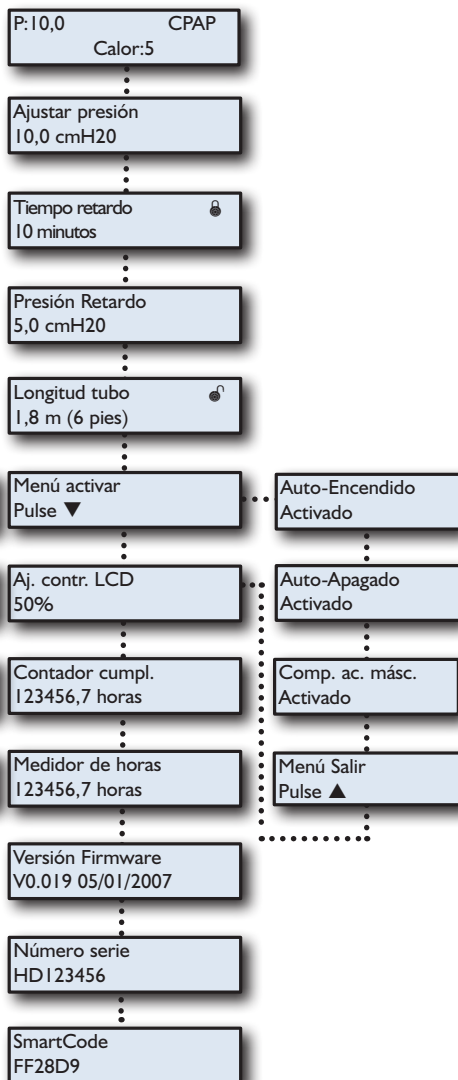 P:10,0 CPAP
Calor:5
Ajustar presión
10,0 cmH20
Tiempo retardo
10 minutos
Presión Retardo
5,0 cmH20
Longitud tubo
1,8 m (6 pies)
Menú activar
Pulse ▼
Aj. contr. LCD
50%
Contador cumpl.
123456,7 horas
Medidor de horas
123456,7 horas
Versión Firmware
V0.019 05/01/2007
Número serie
HD123456
SmartCode
FF28D9
Auto-Encendido
Activado
Auto-Apagado
Activado
Comp. ac. másc.
Activado
Menú Salir
Pulse ▲